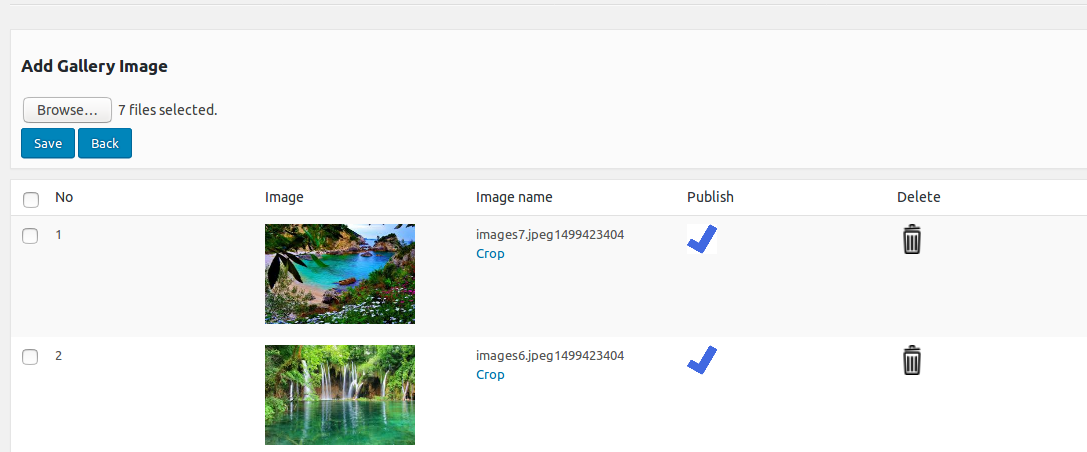 Add Gallery Image
Browse... 7 files selected.
Save Back
No Image Image name Publish Delete
1 images7.jpeg1499423404
Crop
2 images6.jpeg1499423404
Crop